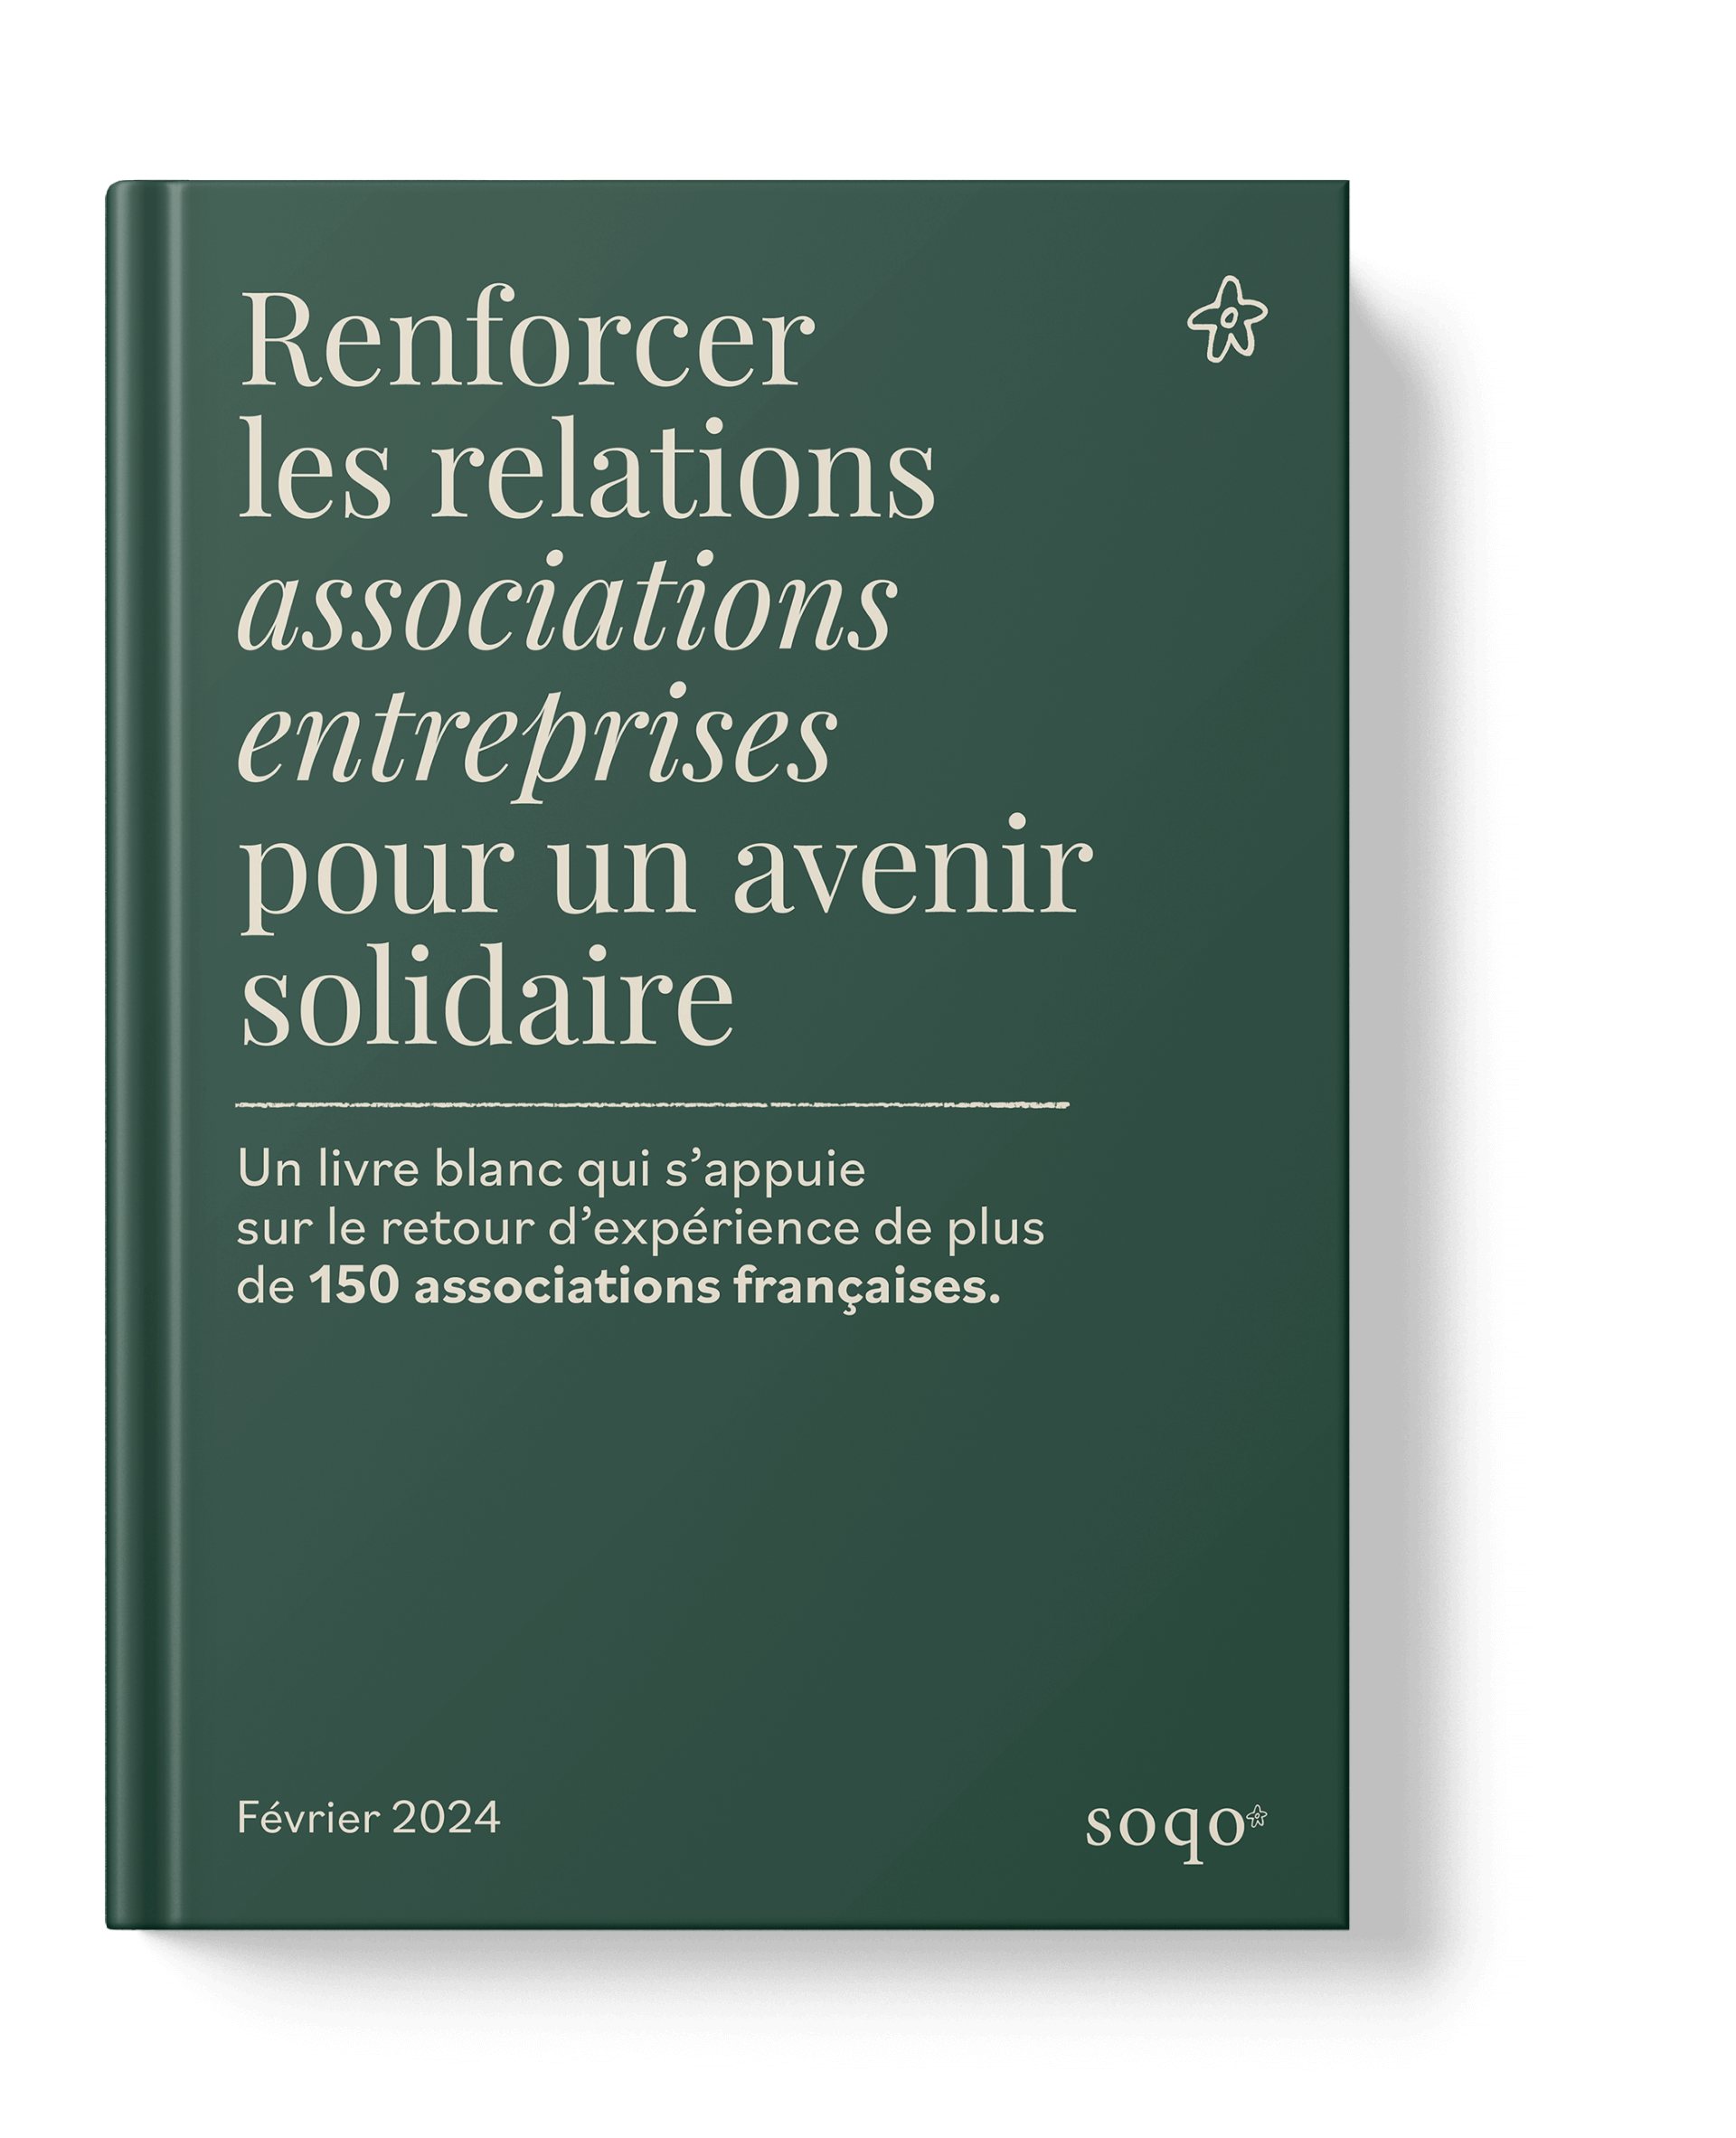 Renforcer
les relations
associations
entreprises
pour un avenir
solidaire
Un livre blanc qui s’appuie
sur le retour d’expérience de plus
de 150 associations françaises.
Février 2024
soqo